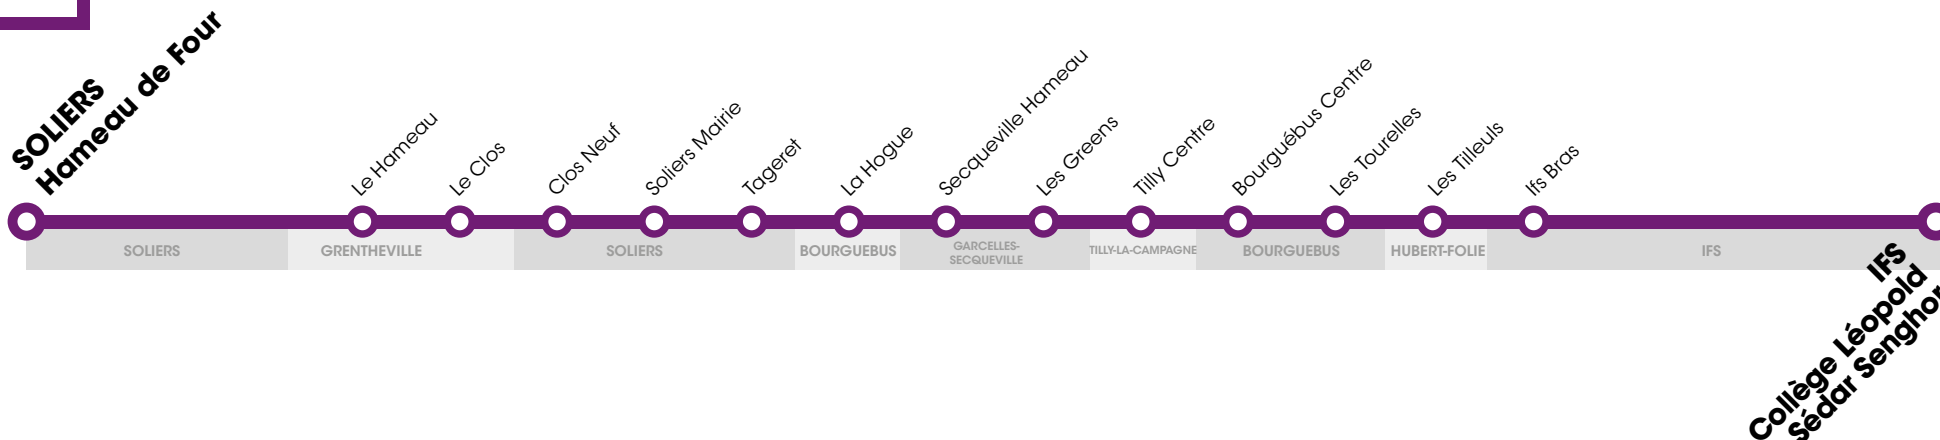 SOLIERS
Hameau de Four
Le Hameau
Le Clos
Clos Neuf
Soliers Mairie
Tageret
La Hogue
Secqueville Hameau
Les Greens
Tilly Centre
Bourguébus Centre
Les Tourelles
Les Tilleuls
Ifs Bras
SOLIERS
GRENTHEVILLE
SOLIERS
BOURGUEBUS
GARCELLES-
SECQUEVILLE
TILLY-LA-CAMPAGNE
BOURGUEBUS
HUBERT-FOLIE
IFS
IFS
Collège Léopold
Sédar Senghor